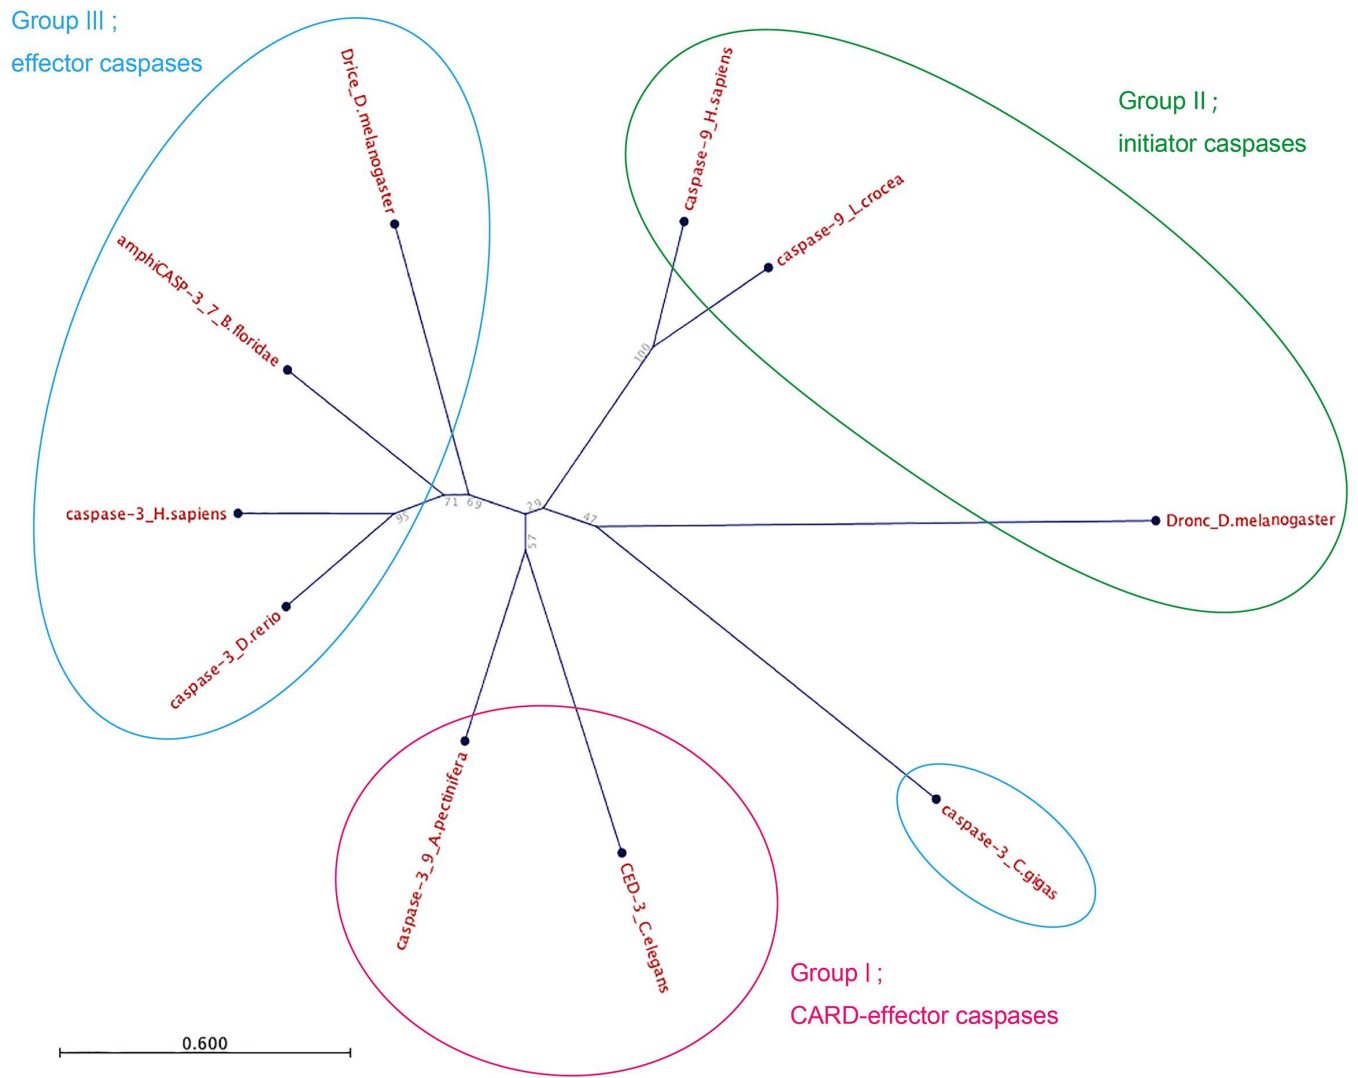 Group III ;
effector caspases
Group II ;
initiator caspases
Drice_D.melanogaster
caspase-9_H.sapiens
caspase-9_L.crocea
amphiCASP-3_7_B.floridae
100
caspase-3_H.sapiens
95
71
69
29
47
57
Dronc_D.melanogaster
caspase-3_D.rerio
caspase-3_9_A.pectinifera
CED-3_C.elegans
caspase-3_C.gigas
Group I ;
CARD-effector caspases
0.600